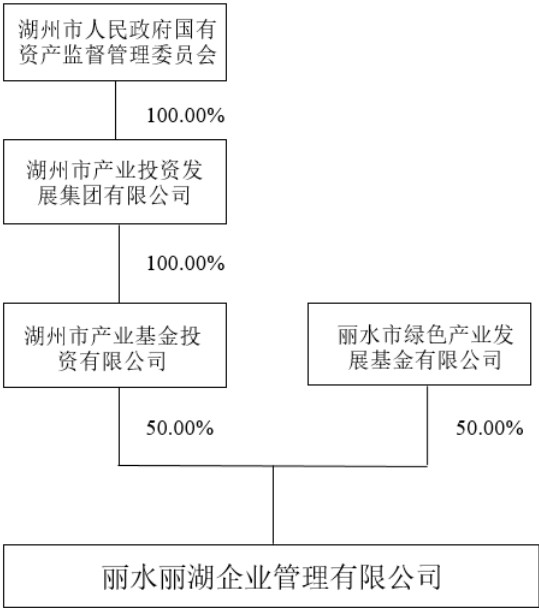 湖州市人民政府国有
资产监督管理委员会
100.00%
湖州市产业投资发
展集团有限公司
100.00%
湖州市产业基金投
资有限公司
丽水市绿色产业发
展基金有限公司
50.00%
50.00%
丽水丽湖企业管理有限公司